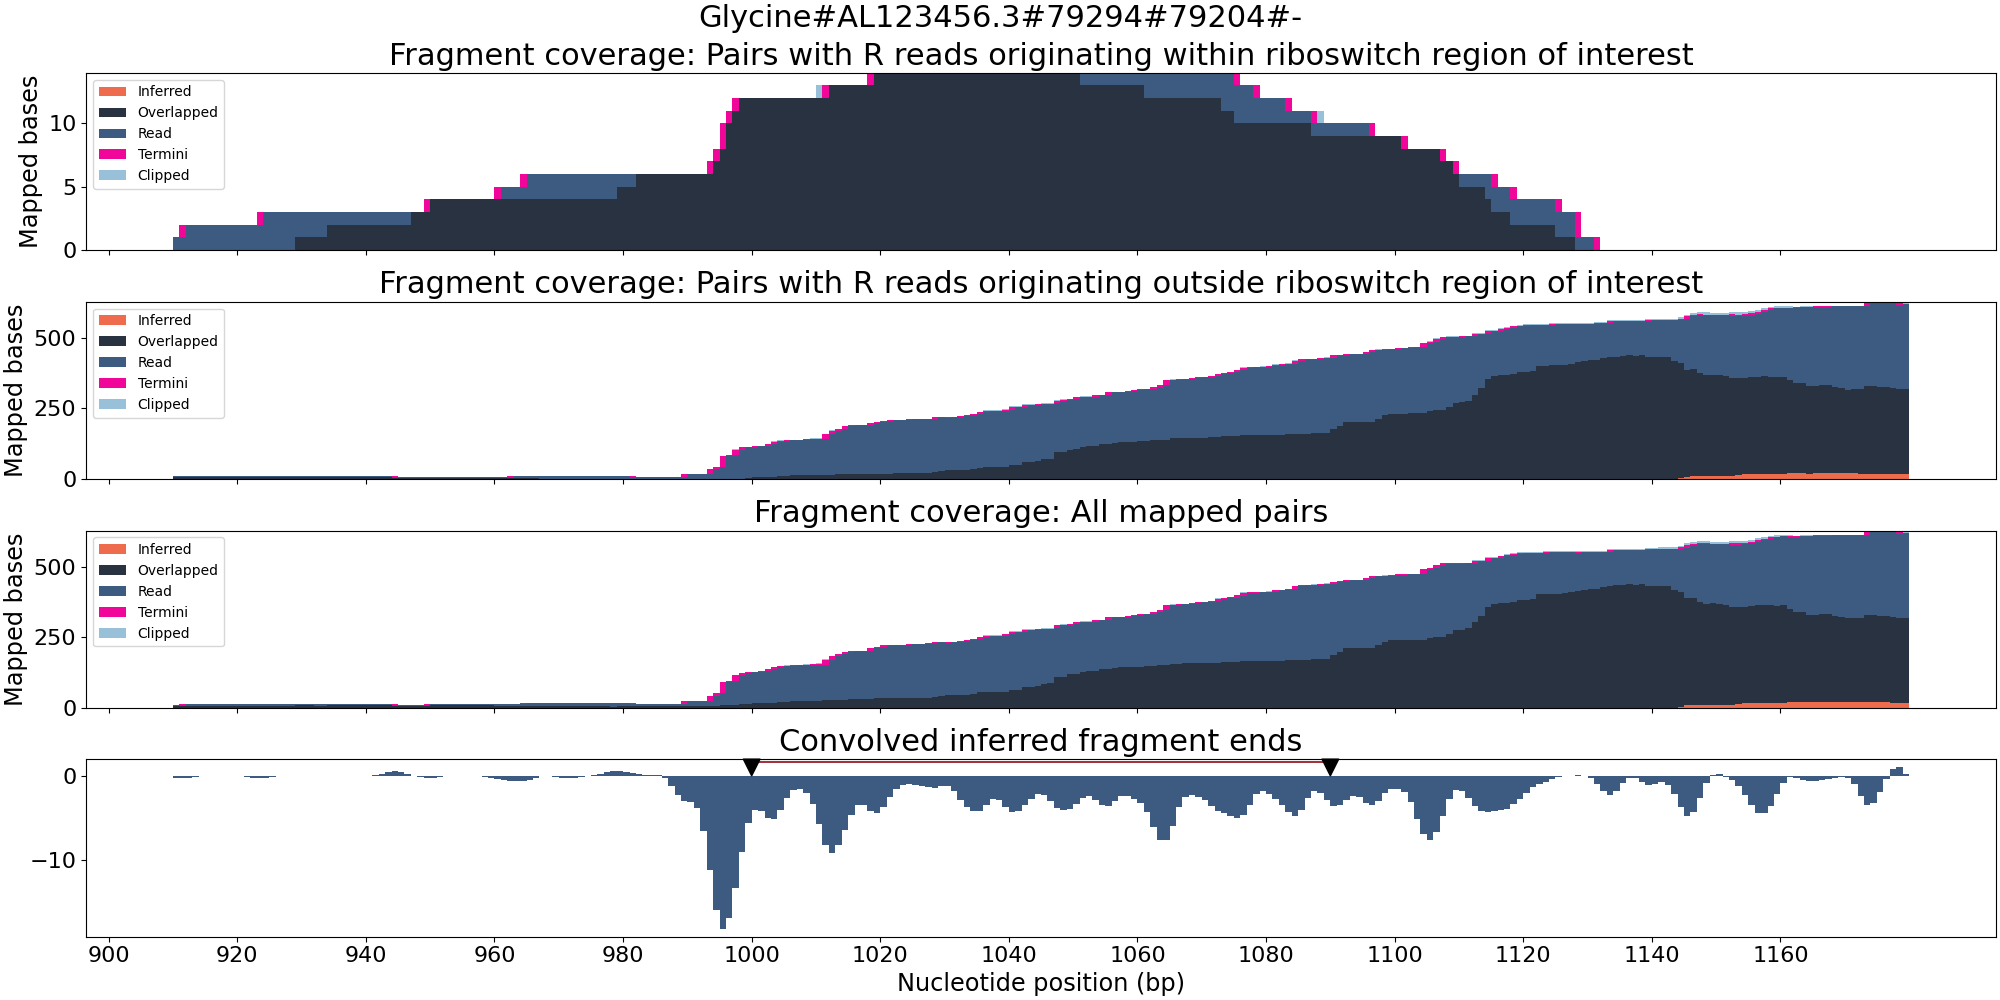 Glycine#AL123456.3#79294#79204#-
Fragment coverage: Pairs with R reads originating within riboswitch region of interest
Mapped bases
10
5
0
Inferred
Overlapped
Read
Termini
Clipped
Fragment coverage: Pairs with R reads originating outside riboswitch region of interest
Mapped bases
500
250
0
Inferred
Overlapped
Read
Termini
Clipped
Fragment coverage: All mapped pairs
Mapped bases
500
250
0
Inferred
Overlapped
Read
Termini
Clipped
Convolved inferred fragment ends
0
−10
900 920 940 960 980 1000 1020 1040 1060 1080 1100 1120 1140 1160
Nucleotide position (bp)